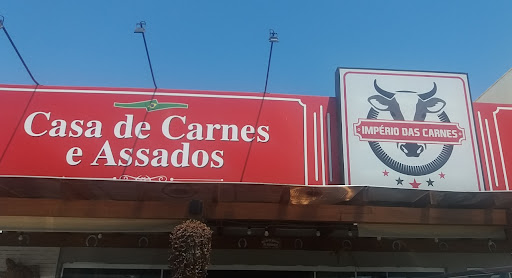 Casa de Carnes
e Assados
IMPÉRIO DAS CARNES